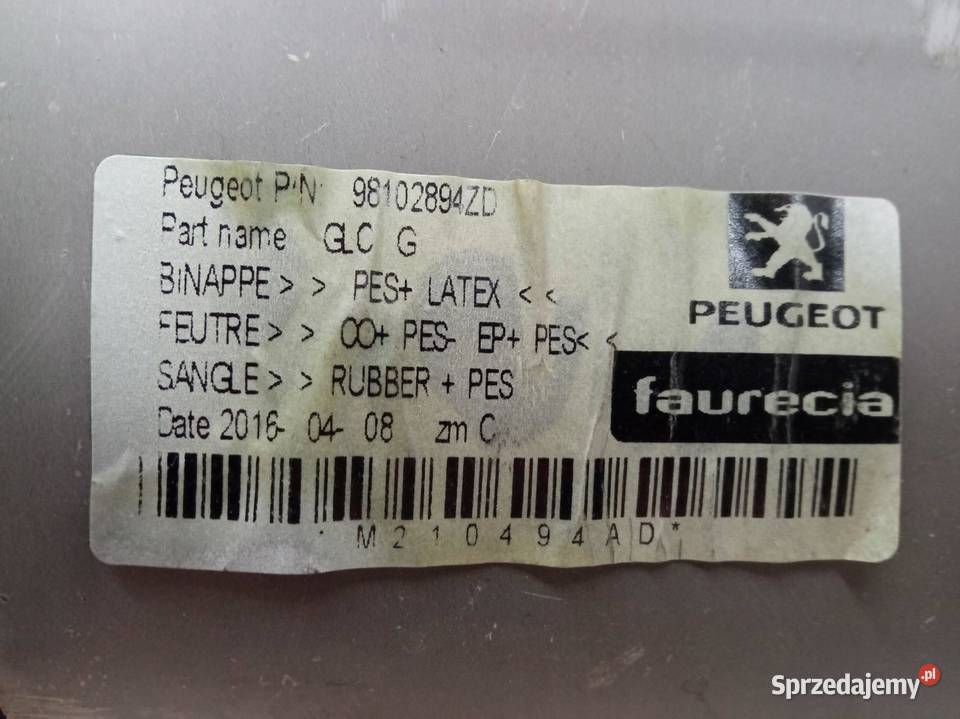 Peugeot P/N 98102894ZD
Part name GLC G
BINAPPE > > PES+ LATEX < <
FEUTRE > > CO+ PES- EP+ PES< <
SANGLE > > RUBBER + PES
Date 2016- 04- 08 zm C
PEUGEOT
faurecia
* M210494AD*
Sprzedajemy.pl